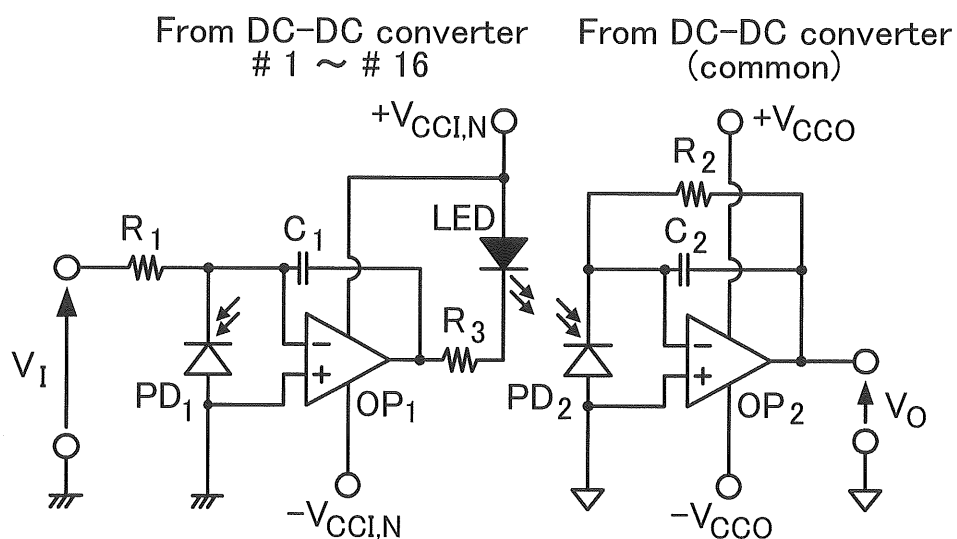 From DC-DC converter
# 1 ~ # 16
From DC-DC converter
(common)
+VCCI,N
+VCCO
R2
R1
C1
LED
C2
R3
VI
PD1
OP1
PD2
OP2
VO
-
+
-
+
-VCCI,N
-VCCO